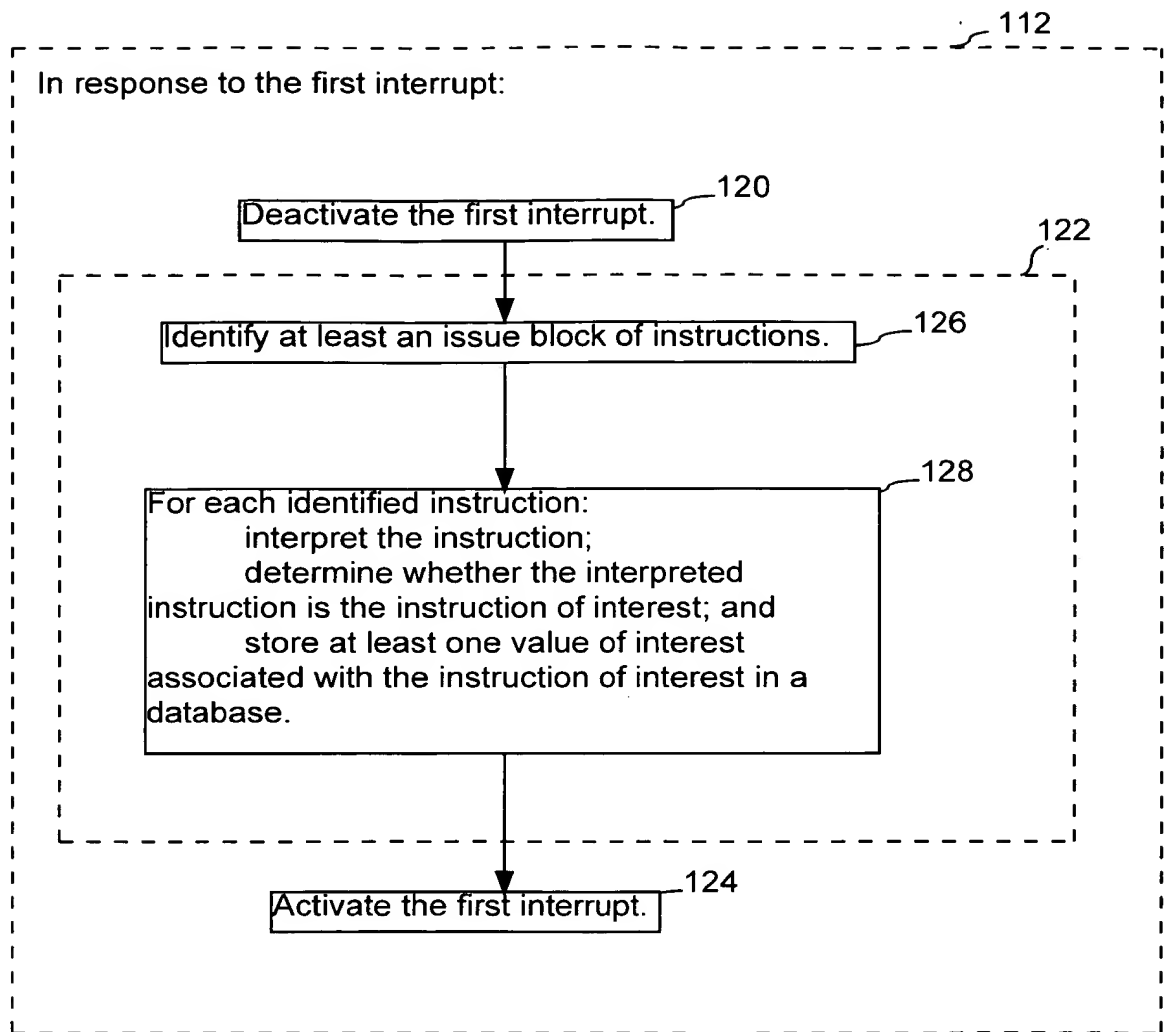 112
In response to the first interrupt:
120
Deactivate the first interrupt.
122
Identify at least an issue block of instructions.
126
128
For each identified instruction:
interpret the instruction;
determine whether the interpreted
instruction is the instruction of interest; and
store at least one value of interest
associated with the instruction of interest in a
database.
124
Activate the first interrupt.